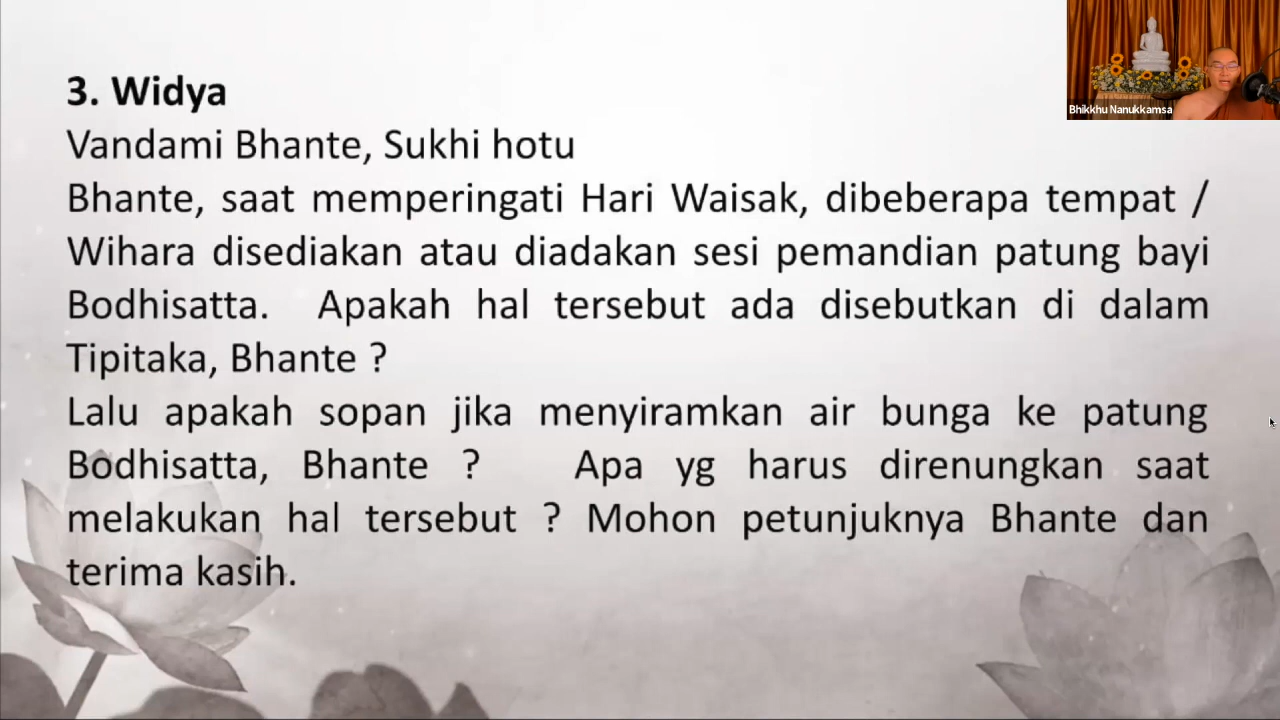 3. Widya
Vandami Bhante, Sukhi hotu
Bhante, saat memperingati Hari Waisak, dibeberapa tempat /
Wihara disediakan atau diadakan sesi pemandian patung bayi
Bodhisatta. Apakah hal tersebut ada disebutkan di dalam
Tipitaka, Bhante ?
Lalu apakah sopan jika menyiramkan air bunga ke patung
Bodhisatta, Bhante ? Apa yg harus direnungkan saat
melakukan hal tersebut ? Mohon petunjuknya Bhante dan
terima kasih.
Bhikkhu Nanukkamsa